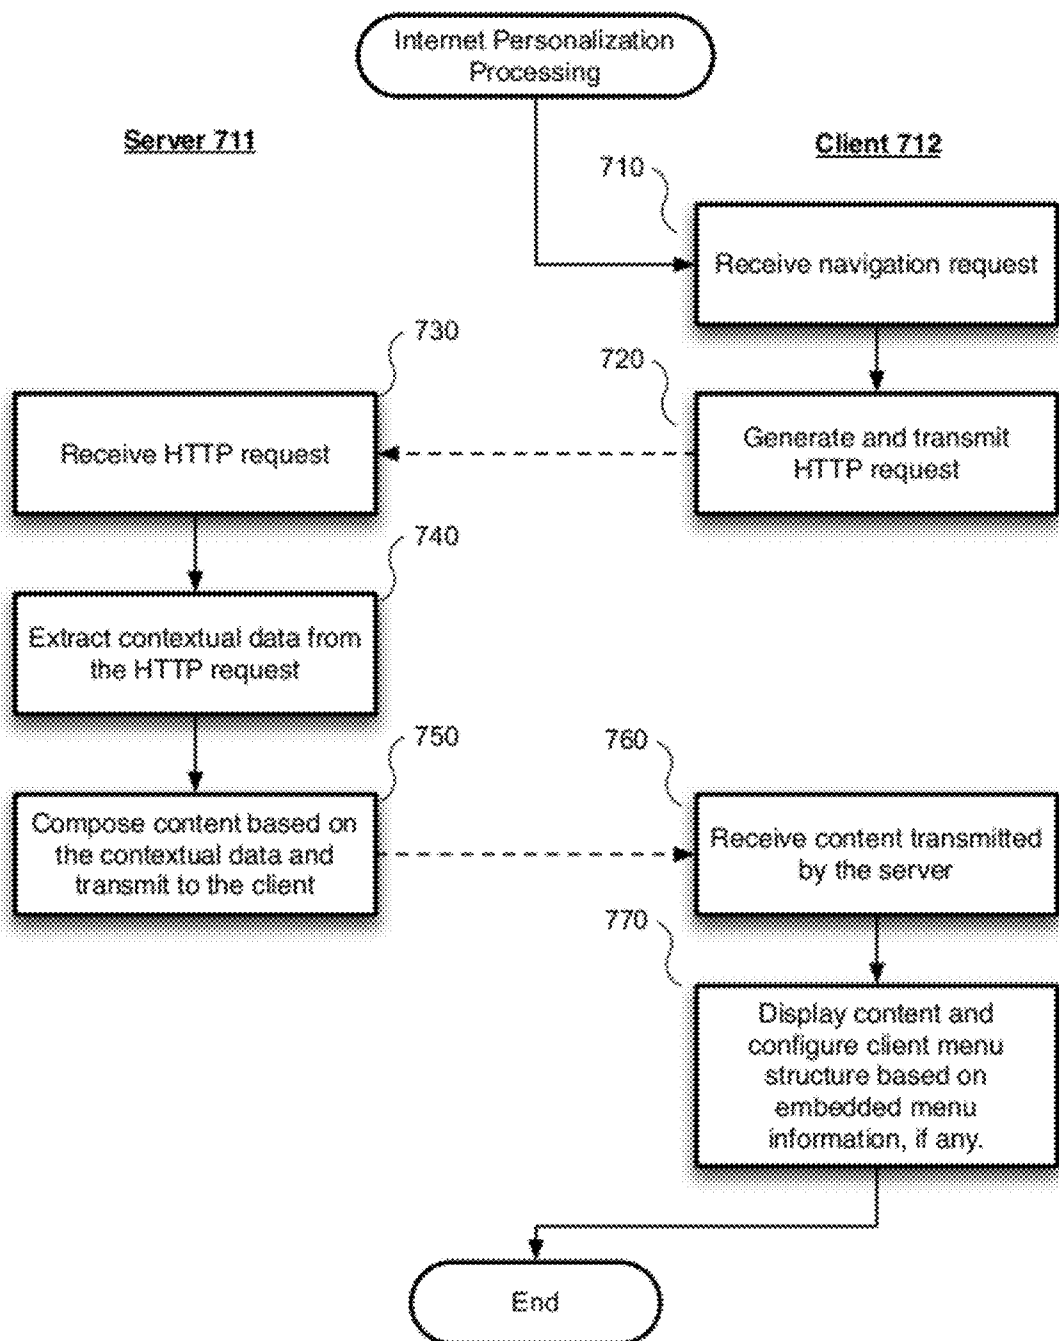 Internet Personalization
Processing
Server 711
Client 712
710
Receive navigation request
730
720
Receive HTTP request
Generate and transmit
HTTP request
740
Extract contextual data from
the HTTP request
750
760
Compose content based on
the contextual data and
transmit to the client
Receive content transmitted
by the server
770
Display content and
configure client menu
structure based on
embedded menu
information, if any.
End